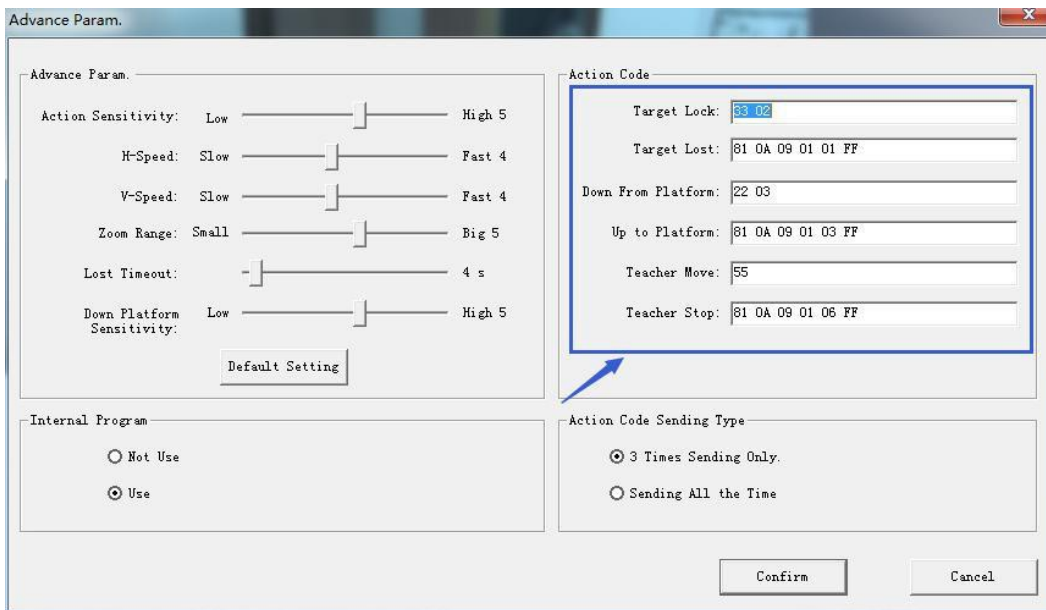 Advance Param.
Advance Param.
Action Sensitivity: Low High 5
H-Speed: Slow Fast 4
V-Speed: Slow Fast 4
Zoom Range: Small Big 5
Lost Timeout: 4 s
Down Platform Sensitivity: Low High 5
Default Setting
Action Code
Target Lock: 33 02
Target Lost: 81 0A 09 01 01 FF
Down From Platform: 22 03
Up to Platform: 81 0A 09 01 03 FF
Teacher Move: 55
Teacher Stop: 81 0A 09 01 06 FF
Internal Program
Not Use
Use
Action Code Sending Type
3 Times Sending Only.
Sending All the Time
Confirm
Cancel